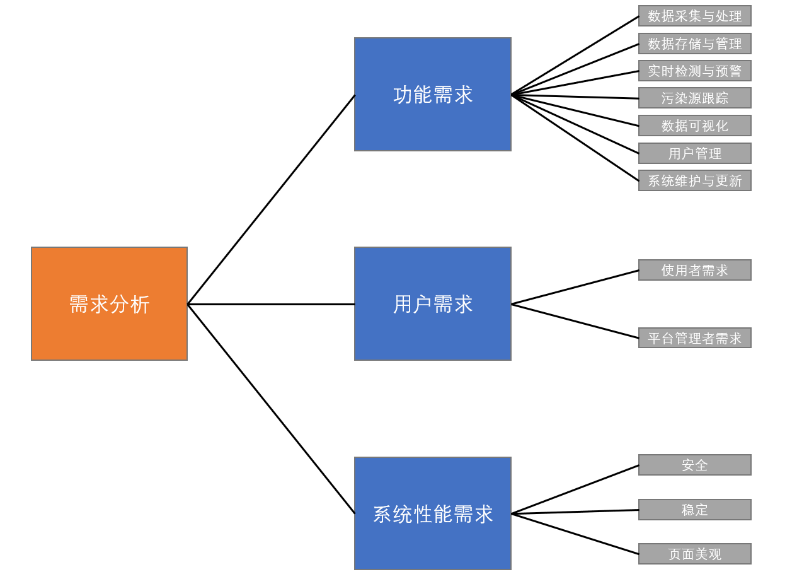 需求分析
功能需求
数据采集与处理
数据存储与管理
实时检测与预警
污染源跟踪
数据可视化
用户管理
系统维护与更新
用户需求
使用者需求
平台管理者需求
系统性能需求
安全
稳定
页面美观